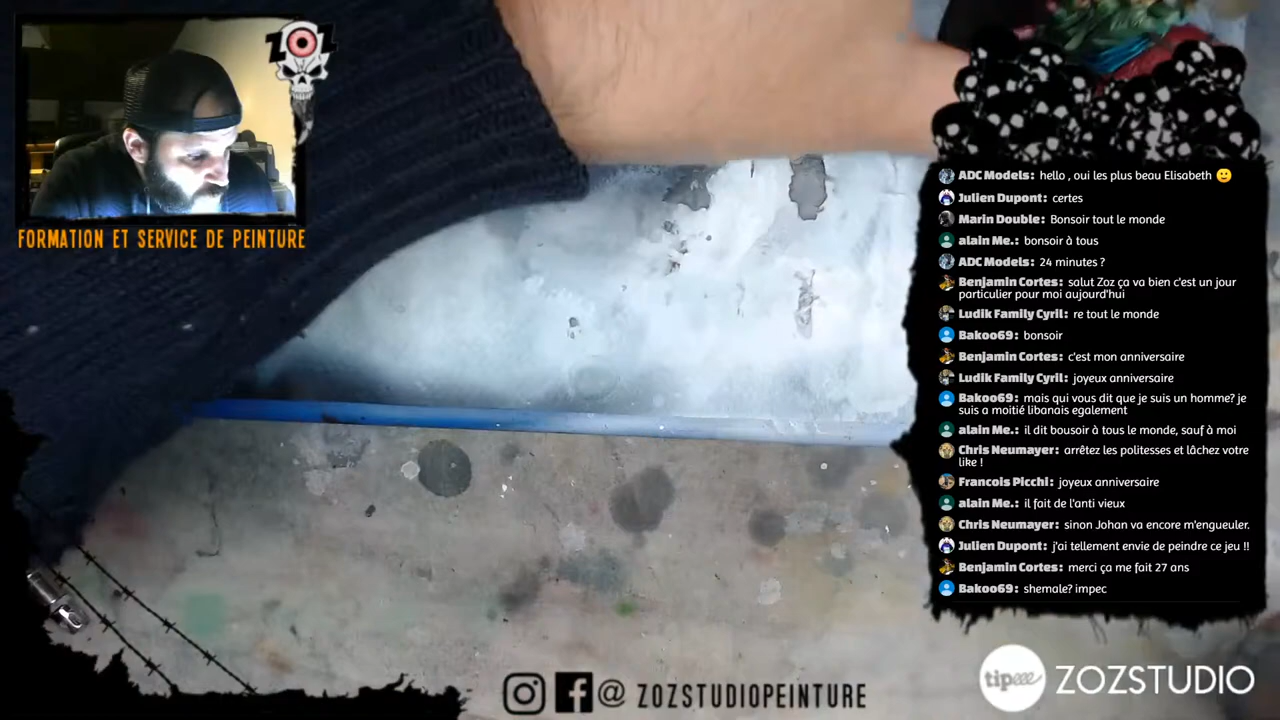 ZOZ
FORMATION ET SERVICE DE PEINTURE
ADC Models: hello , oui les plus beau Elisabeth 🙂
Julien Dupont: certes
Marin Double: Bonsoir tout le monde
alain Me.: bonsoir à tous
ADC Models: 24 minutes ?
Benjamin Cortes: salut Zoz ça va bien c'est un jour
particulier pour moi aujourd'hui
Ludik Family Cyril: re tout le monde
Bakoo69: bonsoir
Benjamin Cortes: c'est mon anniversaire
Ludik Family Cyril: joyeux anniversaire
Bakoo69: mais qui vous dit que je suis un homme? je
suis a moitié libanais egalement
alain Me.: il dit bousoir à tous le monde, sauf à moi
Chris Neumayer: arrêtez les politesses et lâchez votre
like !
Francois Picchi: joyeux anniversaire
alain Me.: il fait de l'anti vieux
Chris Neumayer: sinon Johan va encore m'engueuler.
Julien Dupont: j'ai tellement envie de peindre ce jeu !!
Benjamin Cortes: merci ça me fait 27 ans
Bakoo69: shemale? impec
@ ZOZSTUDIOPEINTURE
tipeee ZOZSTUDIO